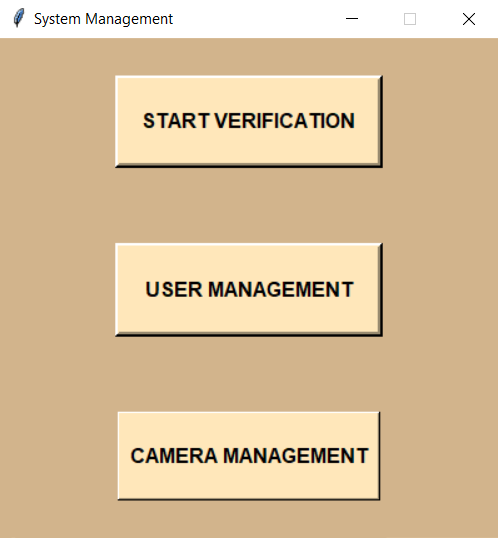 System Management
START VERIFICATION
USER MANAGEMENT
CAMERA MANAGEMENT